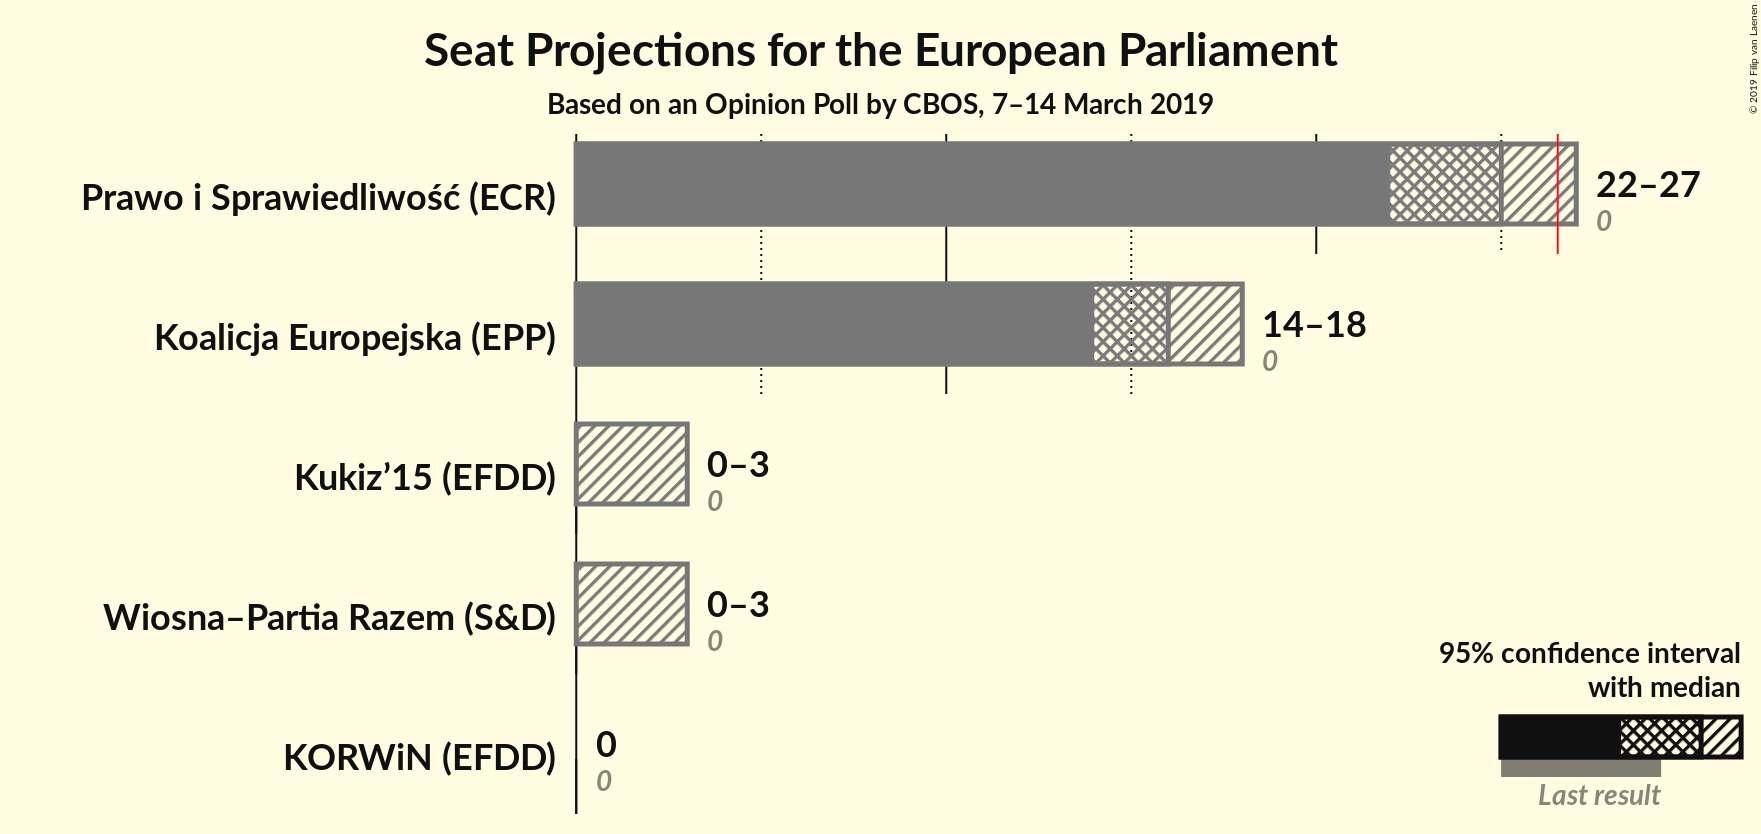 Seat Projections for the European Parliament
Based on an Opinion Poll by CBOS, 7–14 March 2019
© 2019 Filip van Laenen
Prawo i Sprawiedliwość (ECR)
22–27
0
Koalicja Europejska (EPP)
14–18
0
Kukiz’15 (EFDD)
0–3
0
Wiosna–Partia Razem (S&D)
0–3
0
KORWiN (EFDD)
0
0
95% confidence interval
with median
Last result